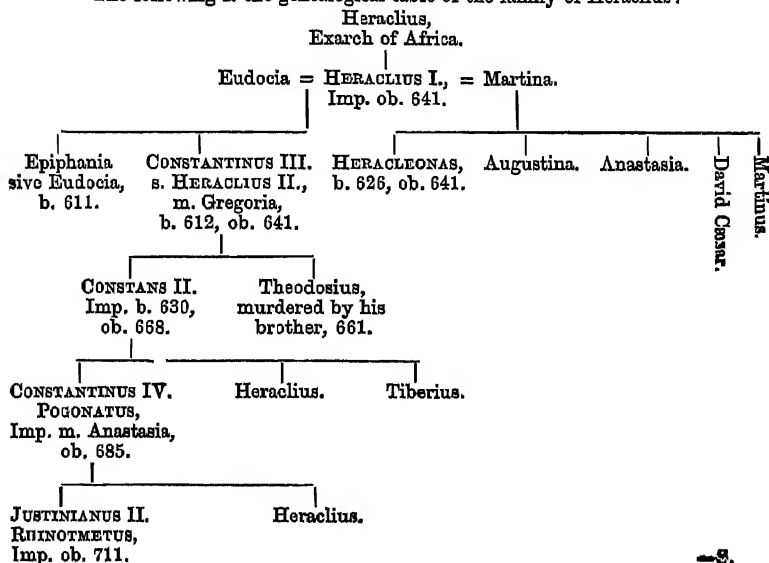 The following is the genealogical table of the family of Heraclius:
Heraclius,
Exarch of Africa.
Eudocia = HERACLIUS I., = Martina.
Imp. ob. 641.
Epiphania
sive Eudocia,
b. 611.
CONSTANTINUS III.
s. HERACLIUS II.,
m. Gregoria,
b. 612, ob. 641.
HERACLEONAS,
b. 626, ob. 641.
Augustina.
Anastasia.
David Cæsar.
Martinus.
CONSTANS II.
Imp. b. 630,
ob. 668.
Theodosius,
murdered by his
brother, 661.
CONSTANTINUS IV.
POGONATUS,
Imp. m. Anastasia,
ob. 685.
Heraclius.
Tiberius.
JUSTINIANUS II.
RHINOTMETUS,
Imp. ob. 711.
Heraclius.